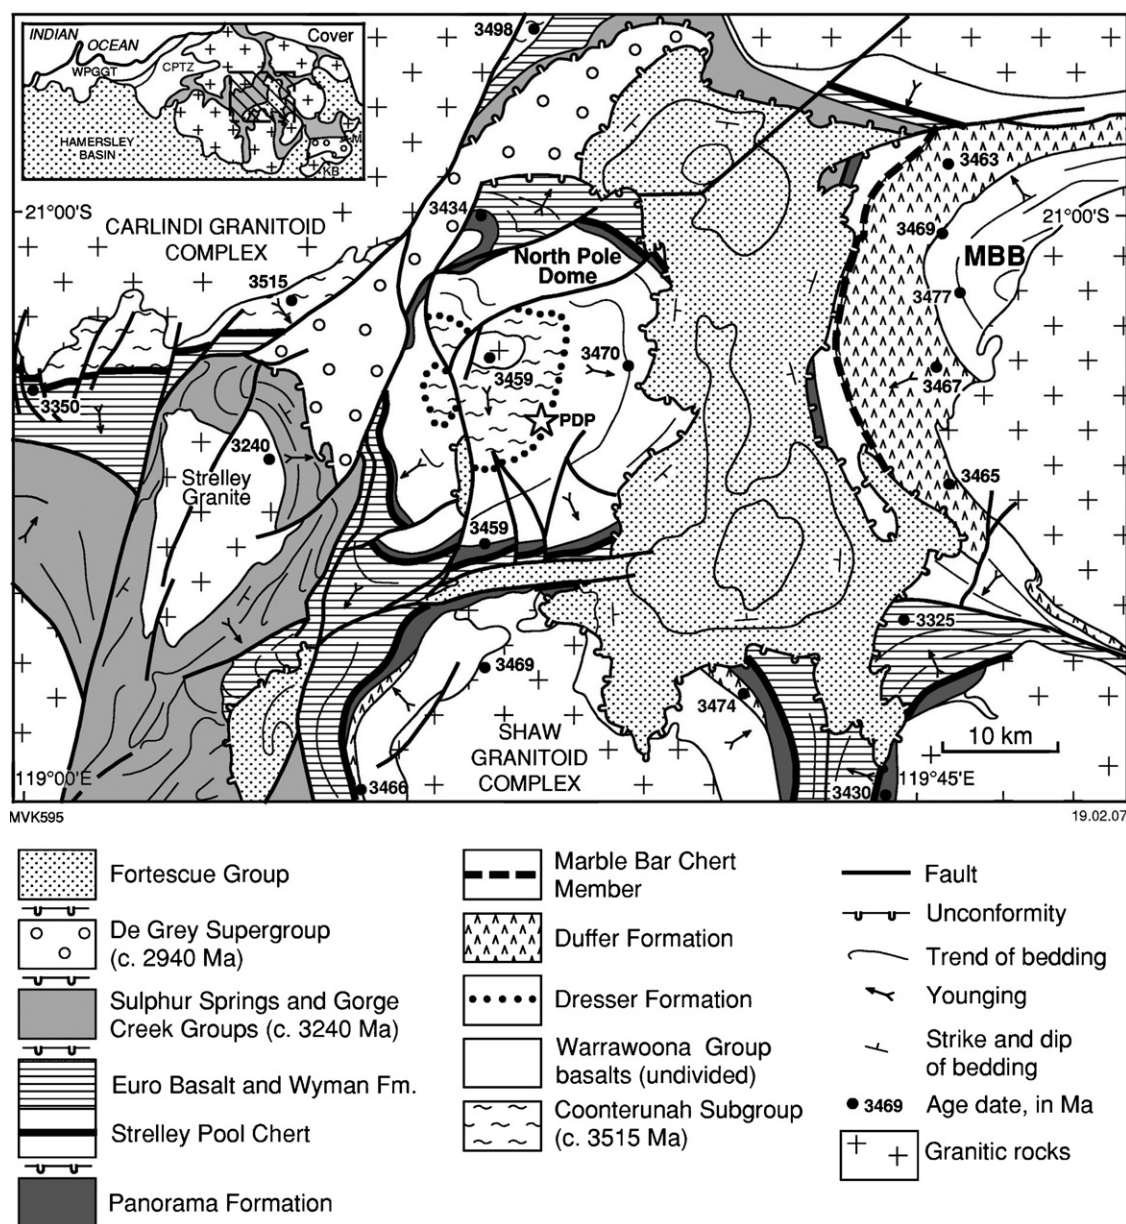 INDIAN
OCEAN
Cover
WPGGT
CPTZ
HAMERSLEY
BASIN
KB
3498
3463
21°00'S
21°00'S
CARLINDI GRANITOID
COMPLEX
3434
3469
MBB
North Pole
Dome
3515
3477
3470
3459
3467
3350
PDP
3240
Strelley
Granite
3465
3459
3325
3469
3474
SHAW
GRANITOID
COMPLEX
10 km
119°00'E
3466
3430
119°45'E
MVK595
19.02.07
Fortescue Group
De Grey Supergroup
(c. 2940 Ma)
Sulphur Springs and Gorge
Creek Groups (c. 3240 Ma)
Euro Basalt and Wyman Fm.
Strelley Pool Chert
Panorama Formation
Marble Bar Chert
Member
Duffer Formation
Dresser Formation
Warrawoona Group
basalts (undivided)
Coonterunah Subgroup
(c. 3515 Ma)
Fault
Unconformity
Trend of bedding
Younging
Strike and dip
of bedding
3469 Age date, in Ma
Granitic rocks